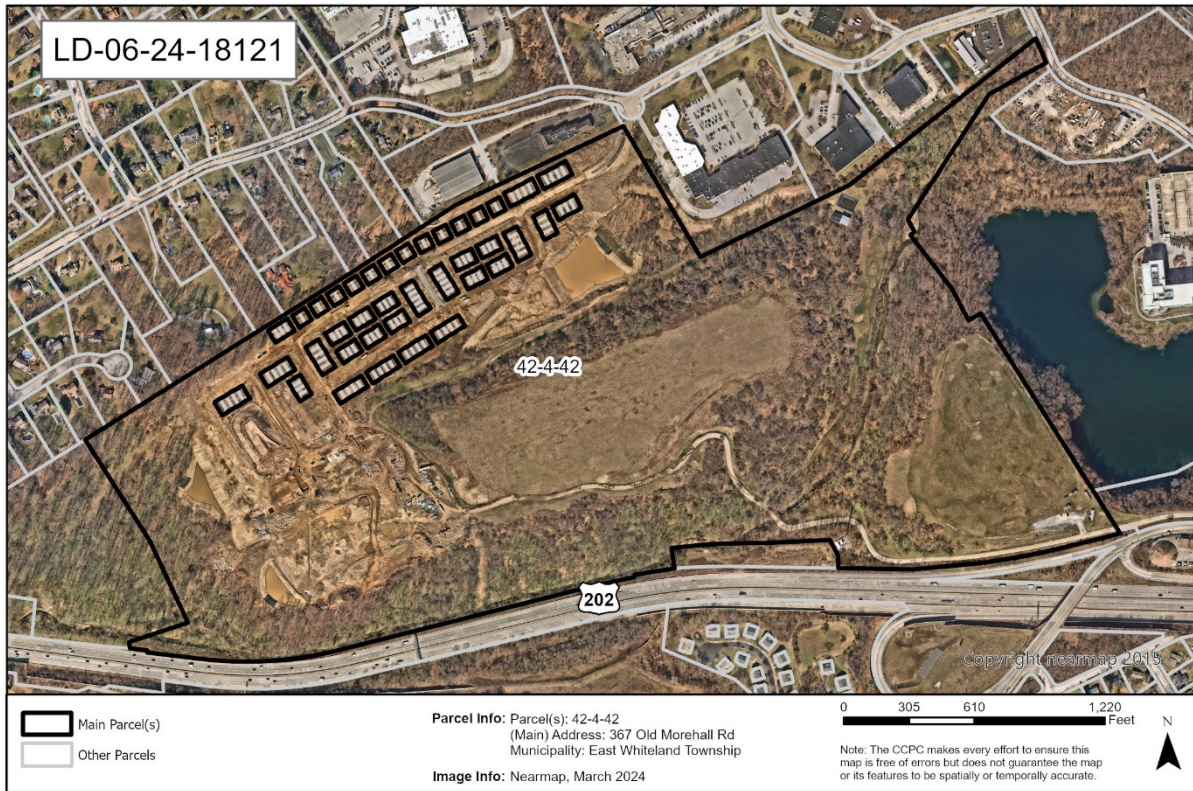 LD-06-24-18121
42-4-42
202
Copyright nearmap 2015
Main Parcel(s)
Other Parcels
Parcel Info: Parcel(s): 42-4-42
(Main) Address: 367 Old Morehall Rd
Municipality: East Whiteland Township
Image Info: Nearmap, March 2024
0 305 610 1,220
Feet
Note: The CCPC makes every effort to ensure this
map is free of errors but does not guarantee the map
or its features to be spatially or temporally accurate.
N